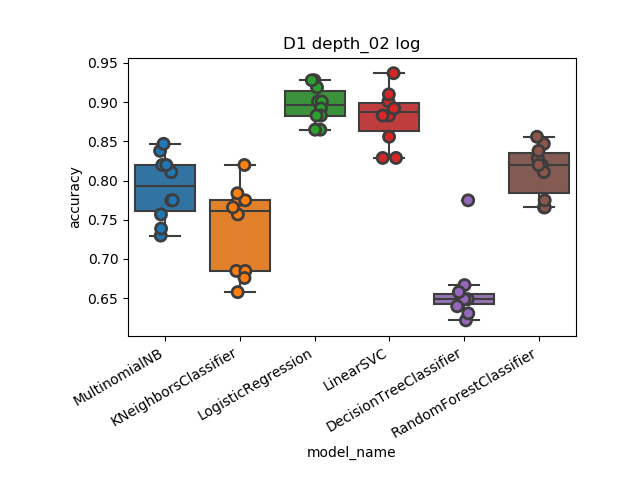 D1 depth_02 log
accuracy
0.95
0.90
0.85
0.80
0.75
0.70
0.65
MultinomialNB
KNeighborsClassifier
LogisticRegression
LinearSVC
DecisionTreeClassifier
RandomForestClassifier
model_name